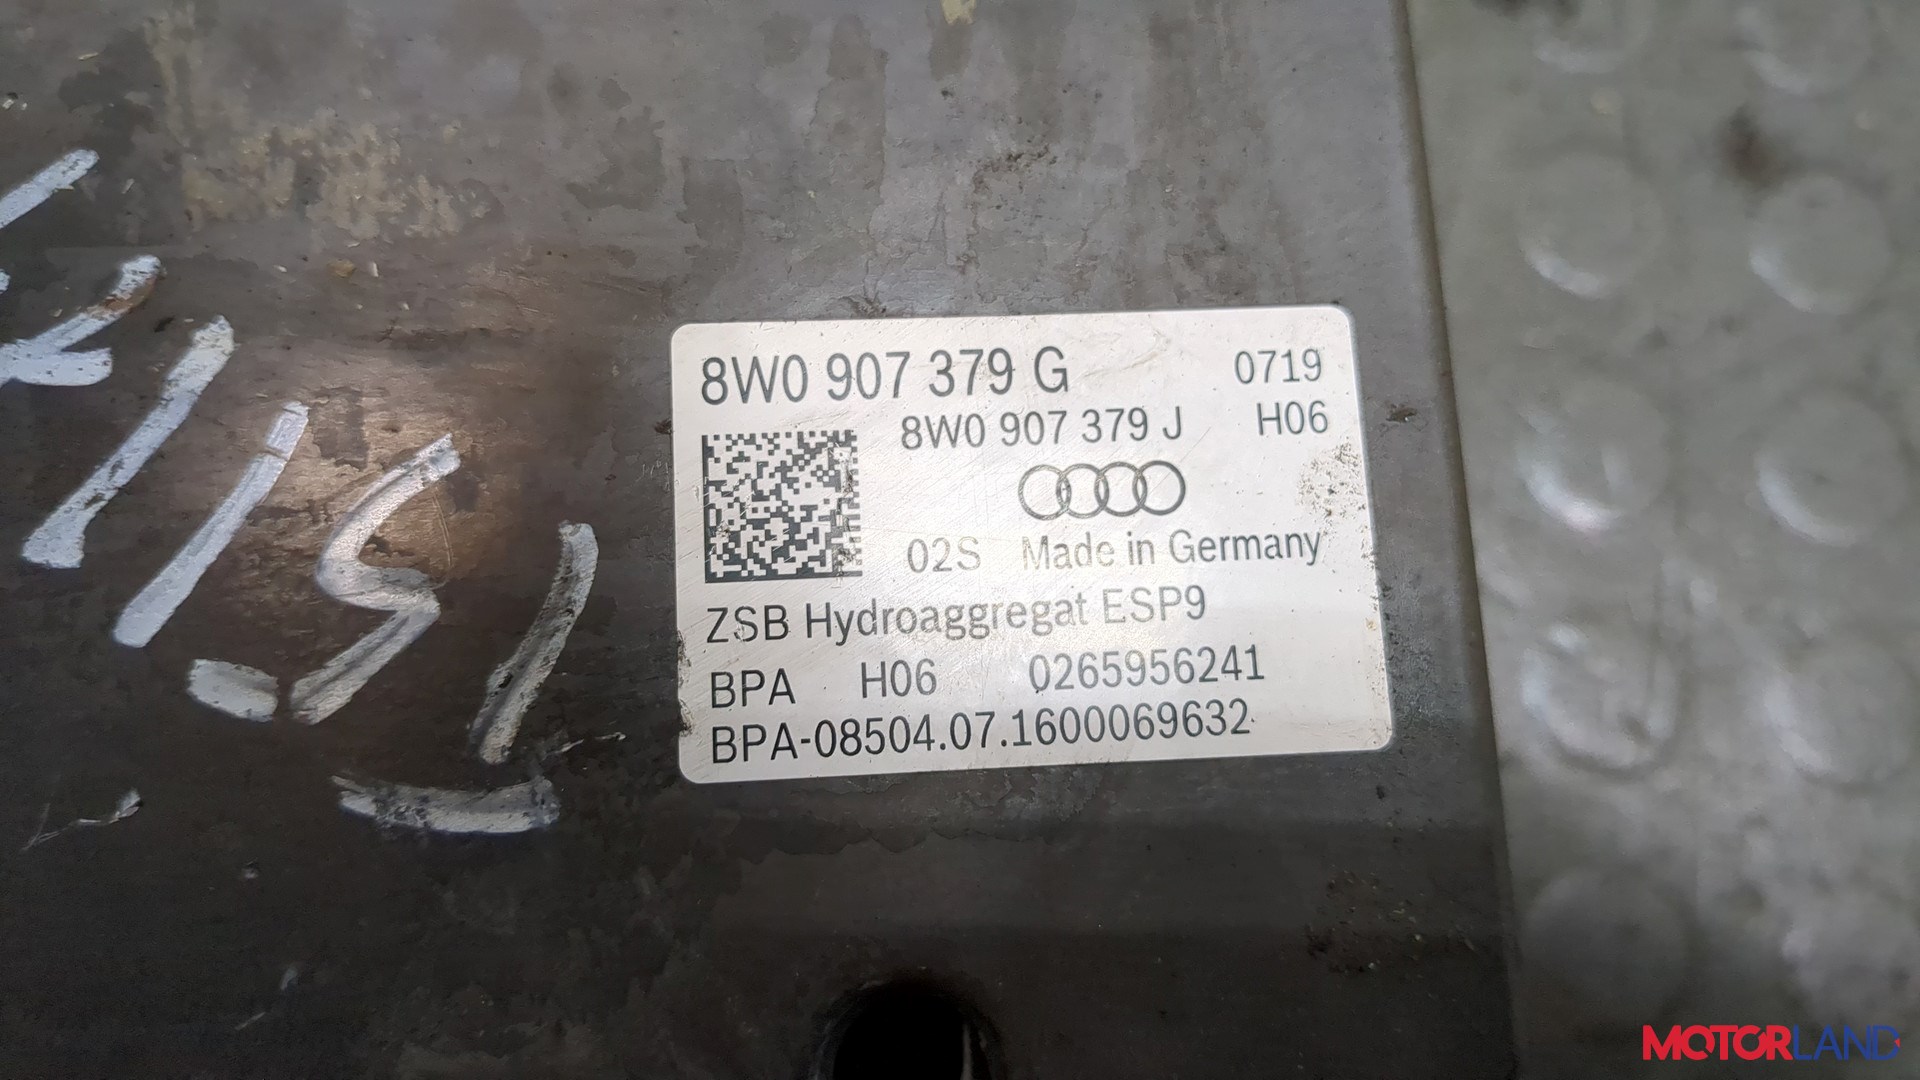 8W0 907 379 G 0719
8W0 907 379 J H06
02S Made in Germany
ZSB Hydroaggregat ESP9
BPA H06 0265956241
BPA-08504.07.1600069632
MOTORLAND